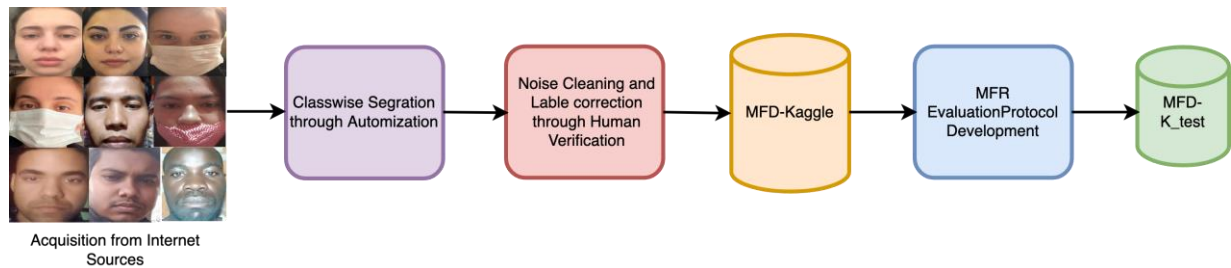 Acquisition from Internet
Sources
Classwise Segration
through Automization
Noise Cleaning and
Lable correction
through Human
Verification
MFD-Kaggle
MFR
EvaluationProtocol
Development
MFD-
K_test